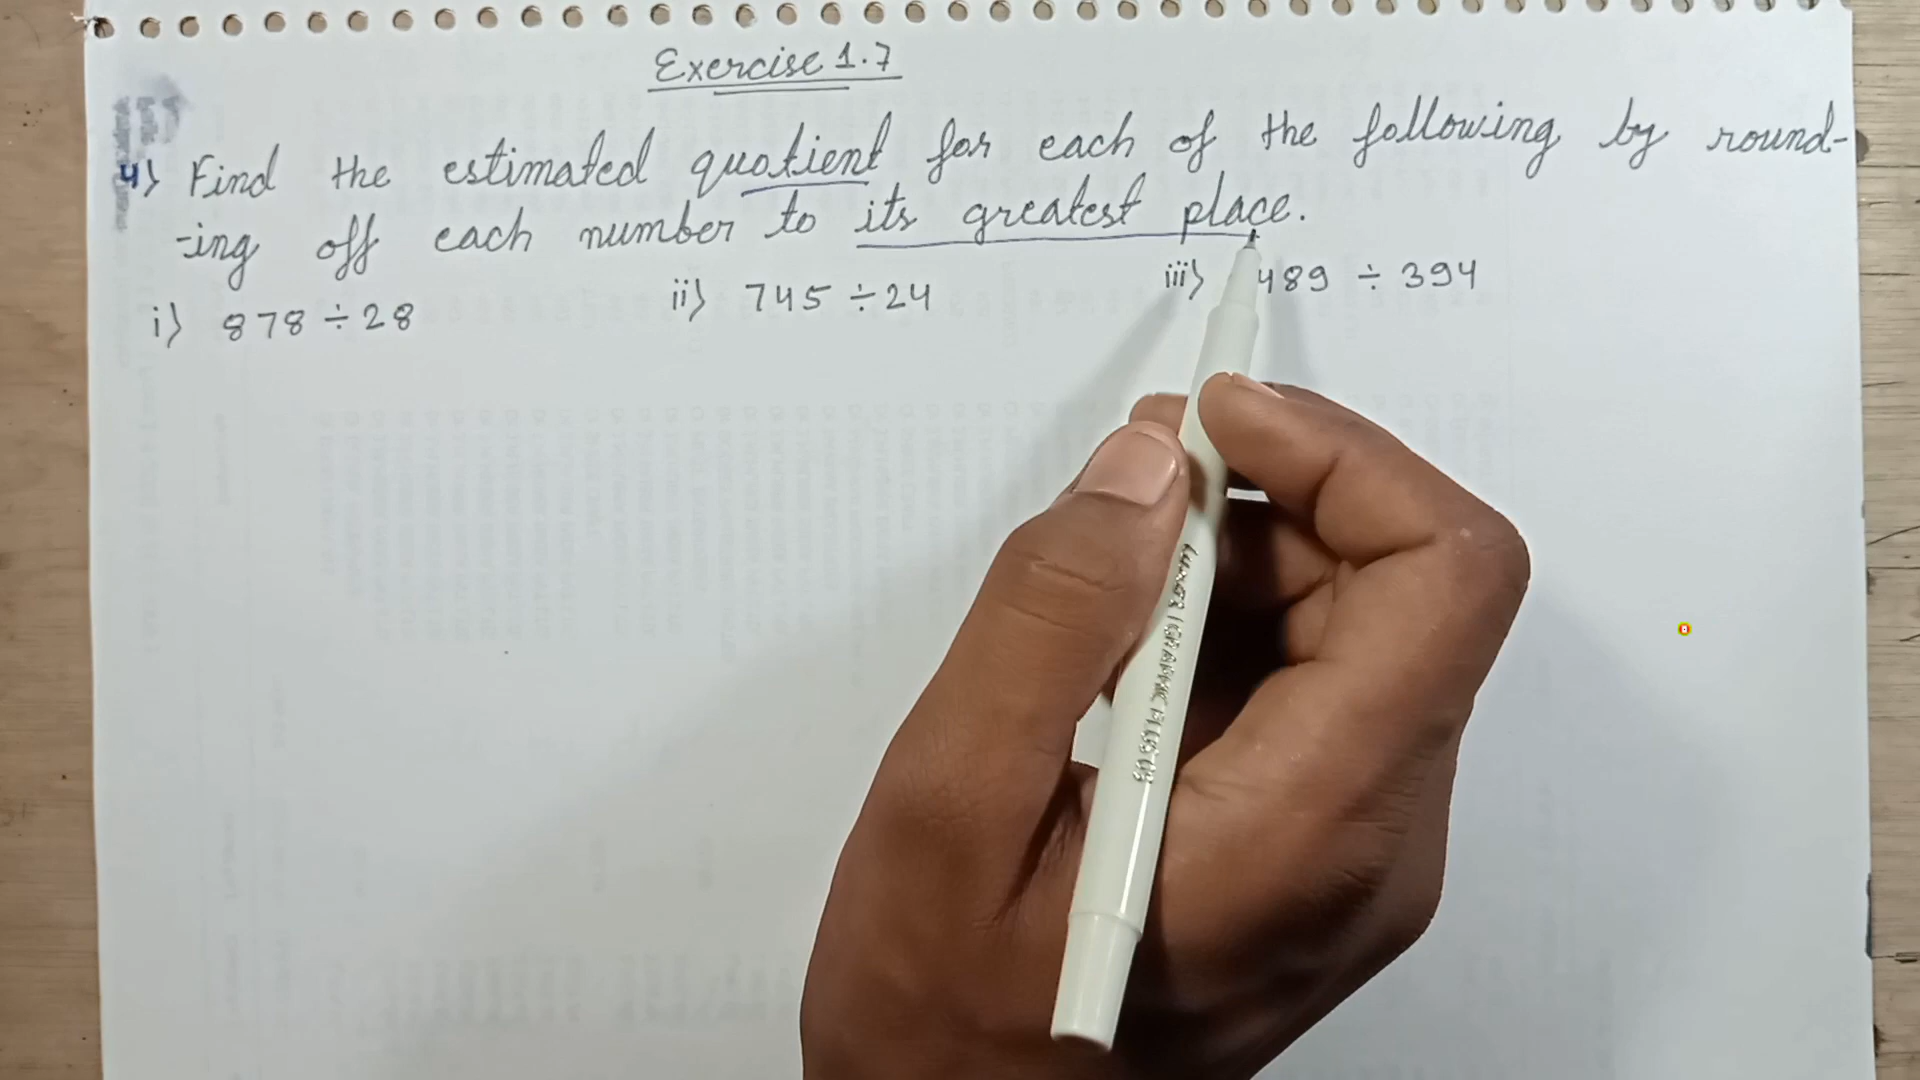 Exercise 1.7
4) Find the estimated quotient for each of the following by round-
-ing off each number to its greatest place.
i) 878 ÷ 28
ii) 745 ÷ 24
iii) 489 ÷ 394